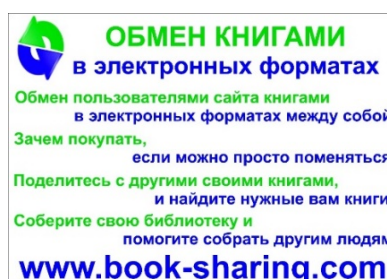 ОБМЕН КНИГАМИ
в электронных форматах
Обмен пользователями сайта книгами
в электронных форматах между собой
Зачем покупать,
если можно просто поменяться
Поделитесь с другими своими книгами,
и найдите нужные вам книги
Соберите свою библиотеку и
помогите собрать другим людям
www.book-sharing.com